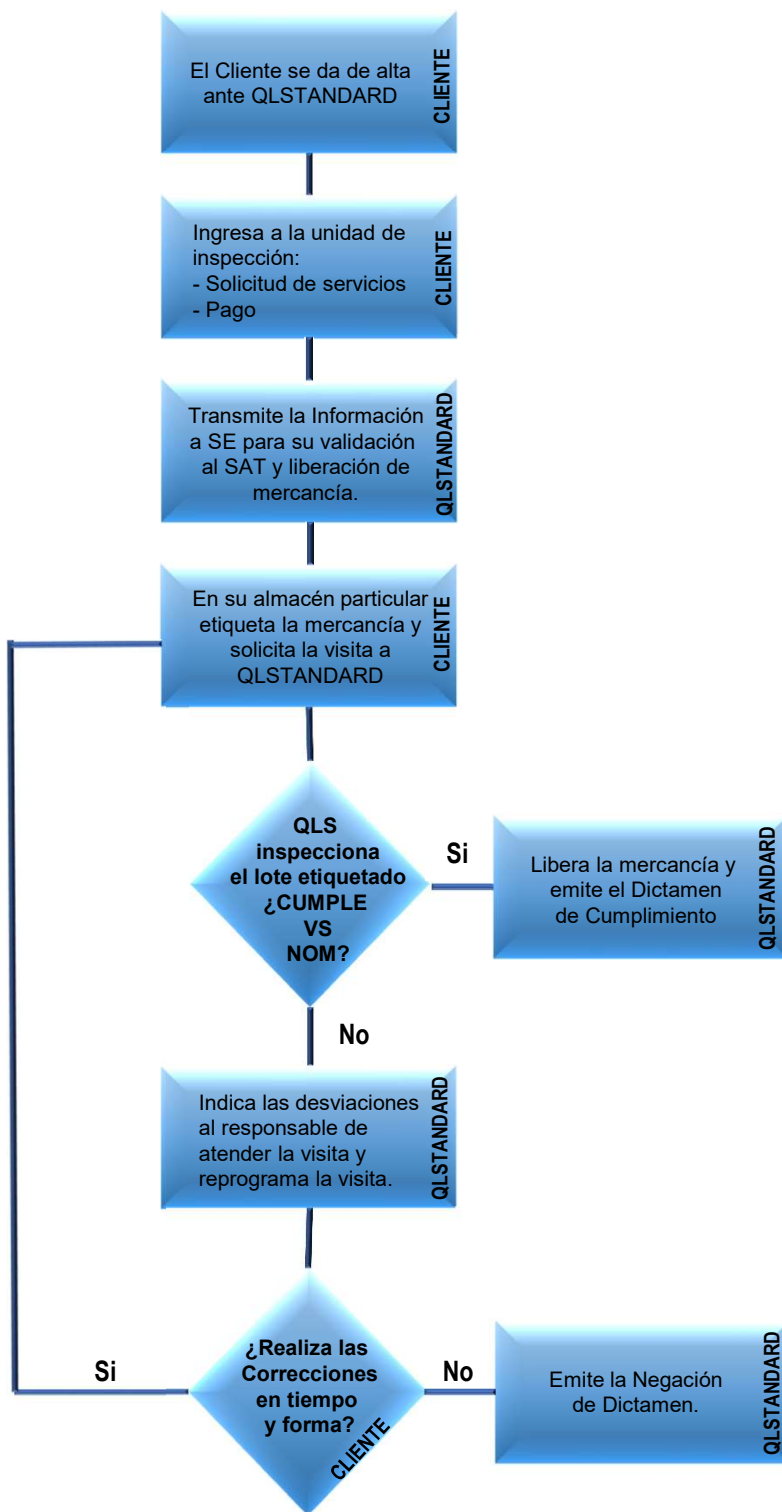 El Cliente se da de alta
ante QLSTANDARD
CLIENTE
Ingresa a la unidad de
inspección:
- Solicitud de servicios
- Pago
CLIENTE
Transmite la Información
a SE para su validación
al SAT y liberación de
mercancía.
QLSTANDARD
En su almacén particular
etiqueta la mercancía y
solicita la visita a
QLSTANDARD
CLIENTE
QLS
inspecciona
el lote etiquetado
¿CUMPLE
VS
NOM?
Si
Libera la mercancía y
emite el Dictamen
de Cumplimiento
QLSTANDARD
No
Indica las desviaciones
al responsable de
atender la visita y
reprograma la visita.
QLSTANDARD
¿Realiza las
Correcciones
en tiempo
y forma?
CLIENTE
Si
No
Emite la Negación
de Dictamen.
QLSTANDARD